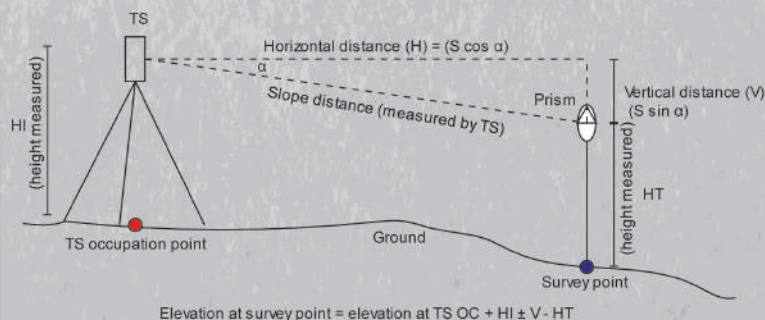 TS
Horizontal distance (H) = (S cos α)
α
Slope distance (measured by TS)
Prism
Vertical distance (V)
(S sin α)
HI
(height measured)
HT
(height measured)
TS occupation point
Ground
Survey point
Elevation at survey point = elevation at TS OC + HI ± V - HT